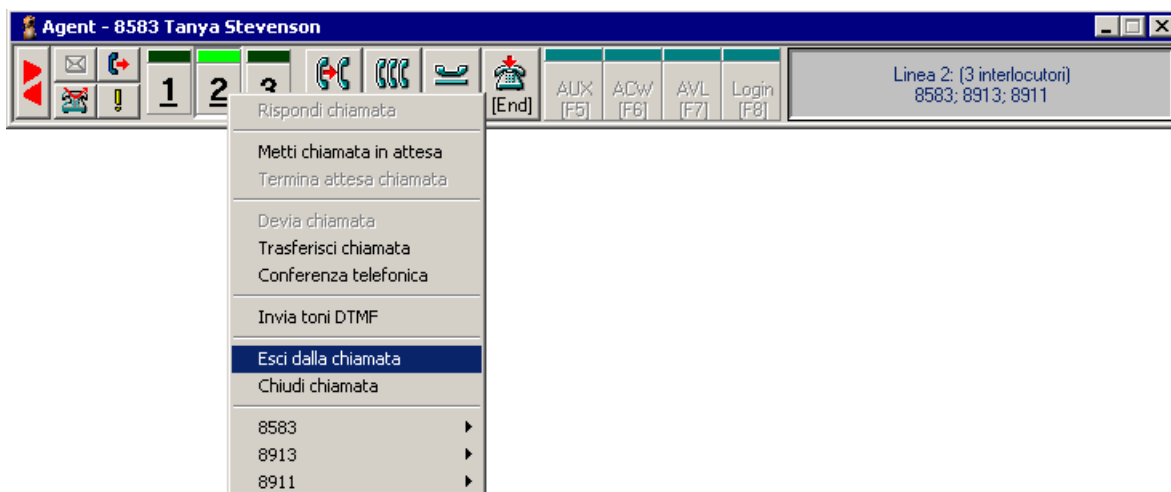 Agent - 8583 Tanya Stevenson
1
2
3
[End]
AUX
[F5]
ACW
[F6]
AVL
[F7]
Login
[F8]
Linea 2: (3 interlocutori)
8583; 8913; 8911
Rispondi chiamata
Metti chiamata in attesa
Termina attesa chiamata
Devia chiamata
Trasferisci chiamata
Conferenza telefonica
Invia toni DTMF
Esci dalla chiamata
Chiudi chiamata
8583
8913
8911